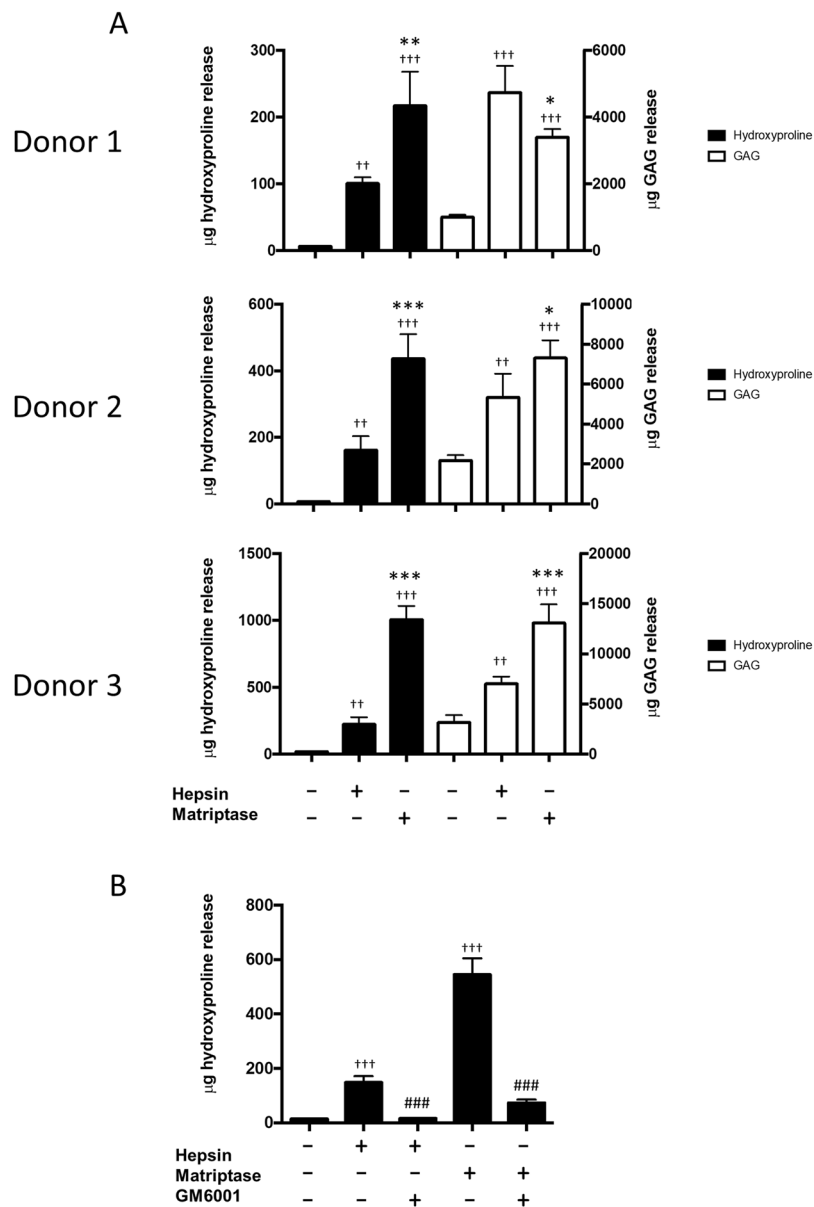 A
Donor 1
μg hydroxyproline release
300
200
100
0
††
**
†††
†††
*
†††
6000
4000
2000
0
μg GAG release
Hydroxyproline
GAG
Donor 2
μg hydroxyproline release
600
400
200
0
††
***
†††
††
*
†††
10000
8000
6000
4000
2000
0
μg GAG release
Hydroxyproline
GAG
Donor 3
μg hydroxyproline release
1500
1000
500
0
††
***
†††
††
***
†††
20000
15000
10000
5000
0
μg GAG release
Hydroxyproline
GAG
Hepsin – + – – + –
Matriptase – – + – – +
B
μg hydroxyproline release
800
600
400
200
0
†††
###
†††
###
Hepsin – + + – –
Matriptase – – – + +
GM6001 – – + – +